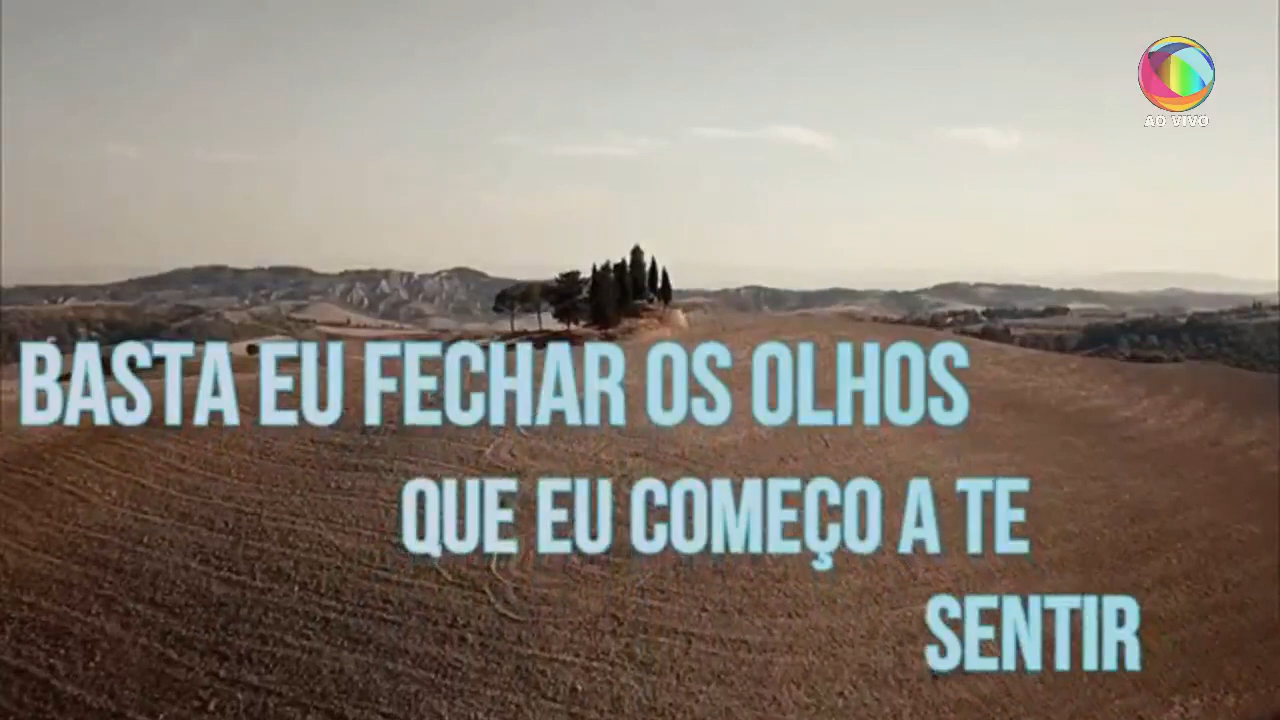 AO VIVO
BASTA EU FECHAR OS OLHOS
QUE EU COMEÇO A TE
SENTIR